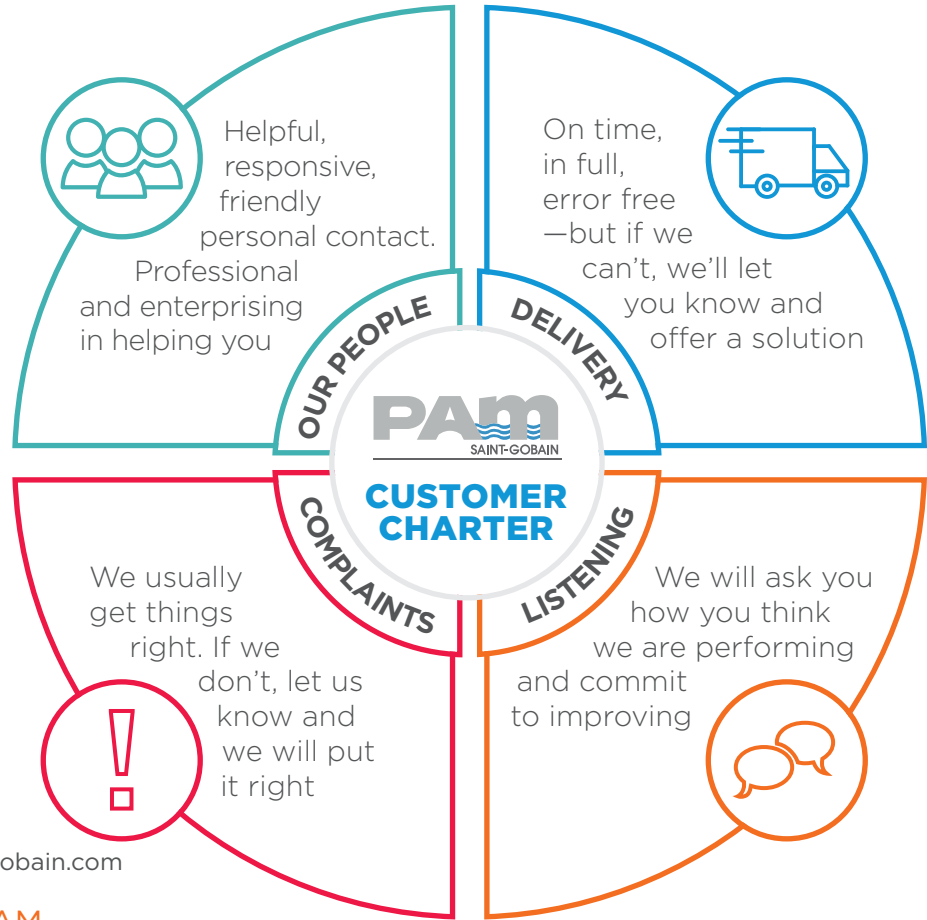 Helpful,
responsive,
friendly
personal contact.
Professional
and enterprising
in helping you
OUR PEOPLE
On time,
in full,
error free
—but if we
can’t, we’ll let
you know and
offer a solution
DELIVERY
PAM
SAINT-GOBAIN
CUSTOMER
CHARTER
COMPLAINTS
We usually
get things
right. If we
don’t, let us
know and
we will put
it right
LISTENING
We will ask you
how you think
we are performing
and commit
to improving
obain.com
AM